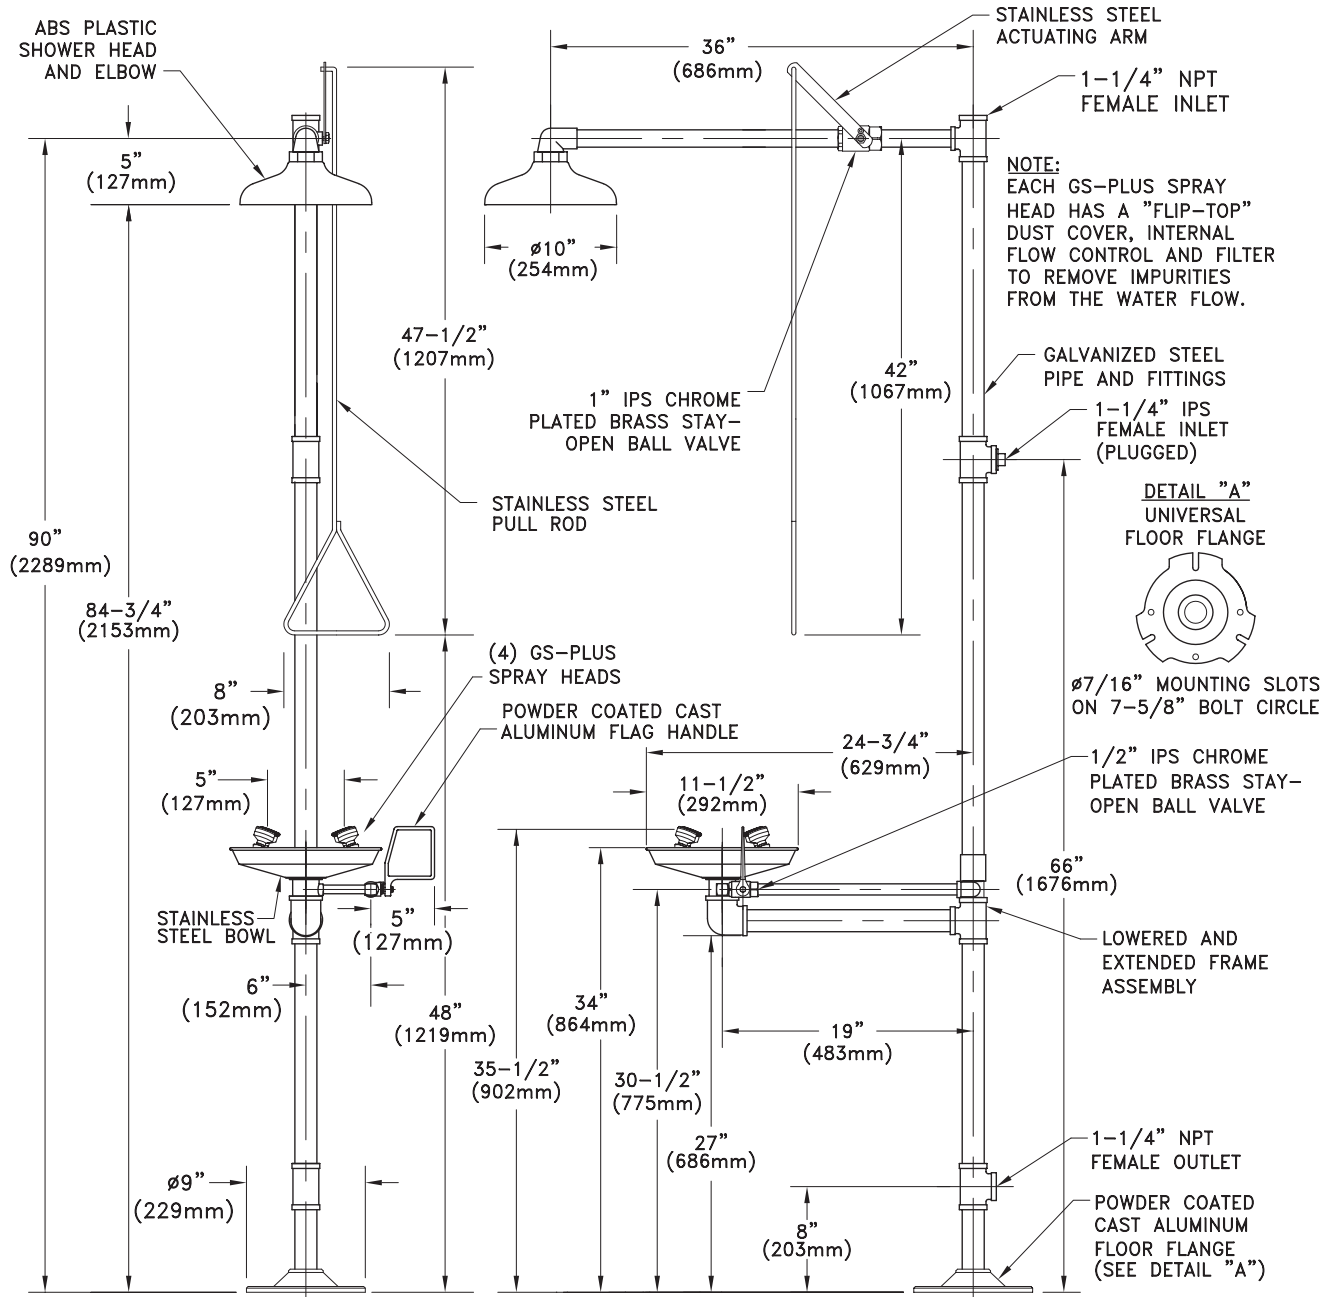 ABS PLASTIC
SHOWER HEAD
AND ELBOW
STAINLESS STEEL
ACTUATING ARM
36"
(686mm)
1-1/4" NPT
FEMALE INLET
5"
(127mm)
NOTE:
EACH GS-PLUS SPRAY
HEAD HAS A "FLIP-TOP"
DUST COVER, INTERNAL
FLOW CONTROL AND FILTER
TO REMOVE IMPURITIES
FROM THE WATER FLOW.
ø10"
(254mm)
47-1/2"
(1207mm)
42"
(1067mm)
GALVANIZED STEEL
PIPE AND FITTINGS
1" IPS CHROME
PLATED BRASS STAY-
OPEN BALL VALVE
1-1/4" IPS
FEMALE INLET
(PLUGGED)
STAINLESS STEEL
PULL ROD
DETAIL "A"
UNIVERSAL
FLOOR FLANGE
90"
(2289mm)
84-3/4"
(2153mm)
(4) GS-PLUS
SPRAY HEADS
8"
(203mm)
ø7/16" MOUNTING SLOTS
ON 7-5/8" BOLT CIRCLE
POWDER COATED CAST
ALUMINUM FLAG HANDLE
24-3/4"
(629mm)
1/2" IPS CHROME
PLATED BRASS STAY-
OPEN BALL VALVE
5"
(127mm)
11-1/2"
(292mm)
66"
(1676mm)
STAINLESS
STEEL BOWL
5"
(127mm)
LOWERED AND
EXTENDED FRAME
ASSEMBLY
6"
(152mm)
48"
(1219mm)
34"
(864mm)
19"
(483mm)
35-1/2"
(902mm)
30-1/2"
(775mm)
27"
(686mm)
1-1/4" NPT
FEMALE OUTLET
ø9"
(229mm)
8"
(203mm)
POWDER COATED
CAST ALUMINUM
FLOOR FLANGE
(SEE DETAIL "A")